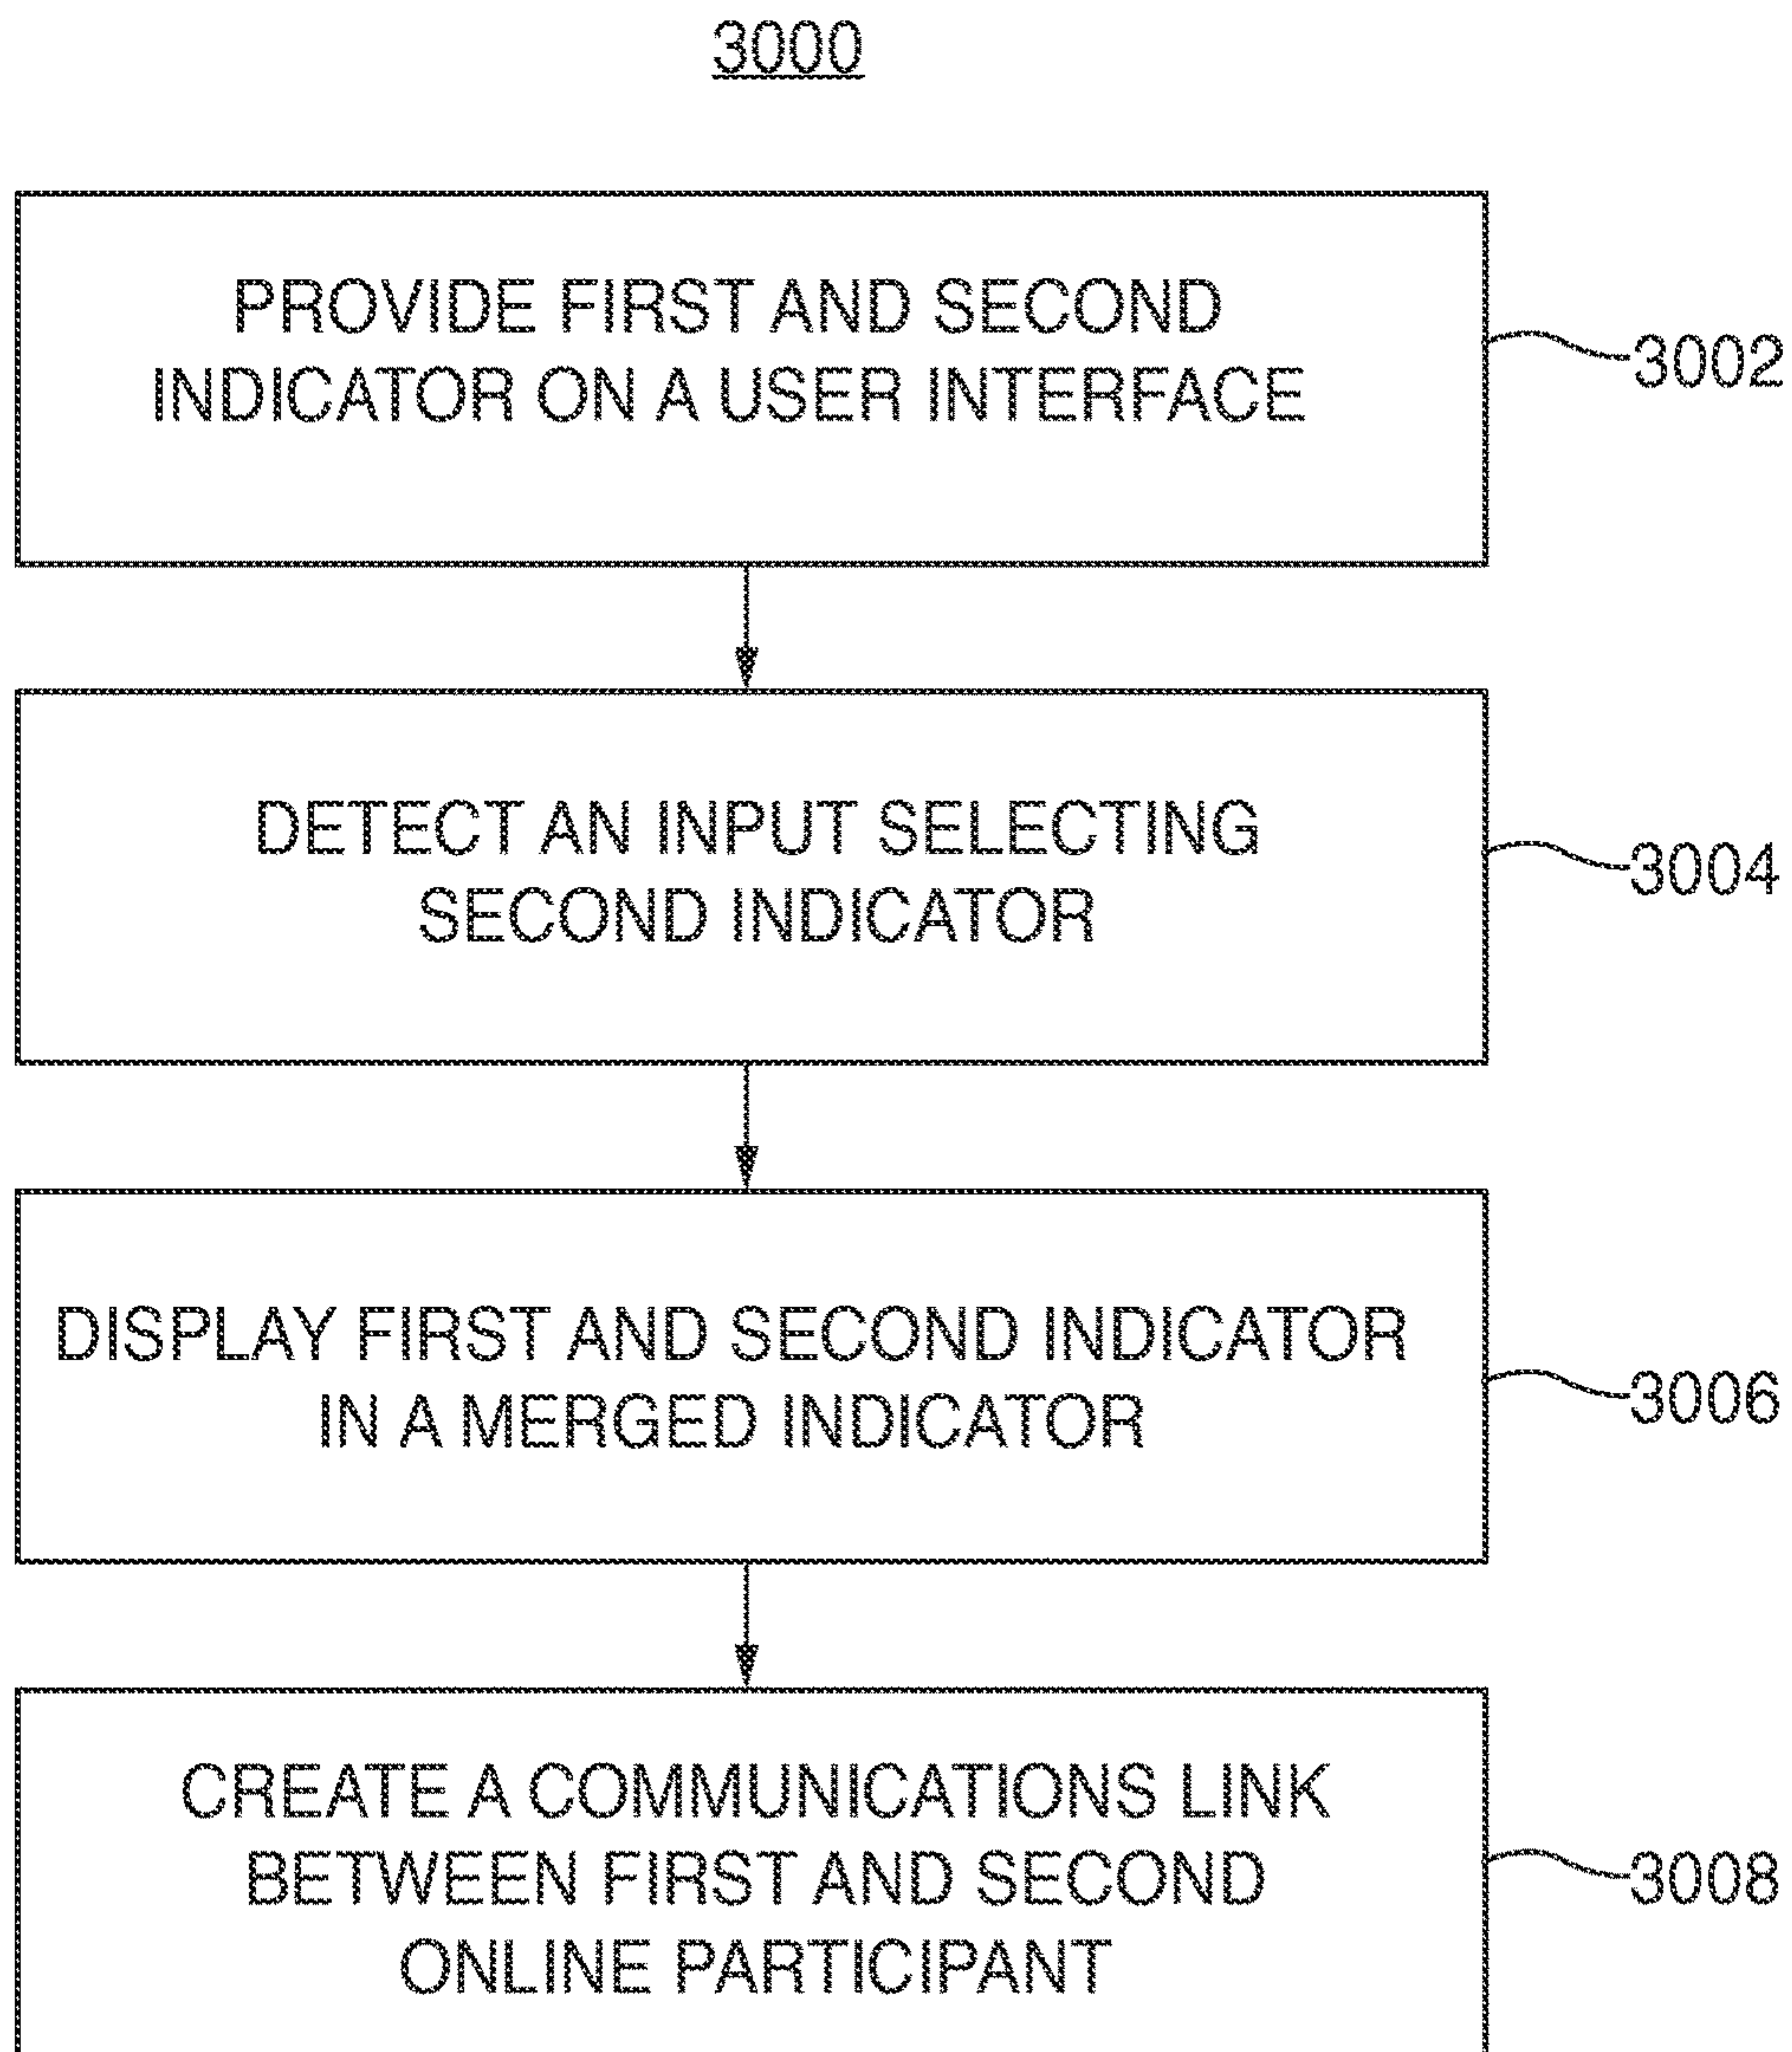 3000
PROVIDE FIRST AND SECOND
INDICATOR ON A USER INTERFACE
3002
DETECT AN INPUT SELECTING
SECOND INDICATOR
3004
DISPLAY FIRST AND SECOND INDICATOR
IN A MERGED INDICATOR
3006
CREATE A COMMUNICATIONS LINK
BETWEEN FIRST AND SECOND
ONLINE PARTICIPANT
3008